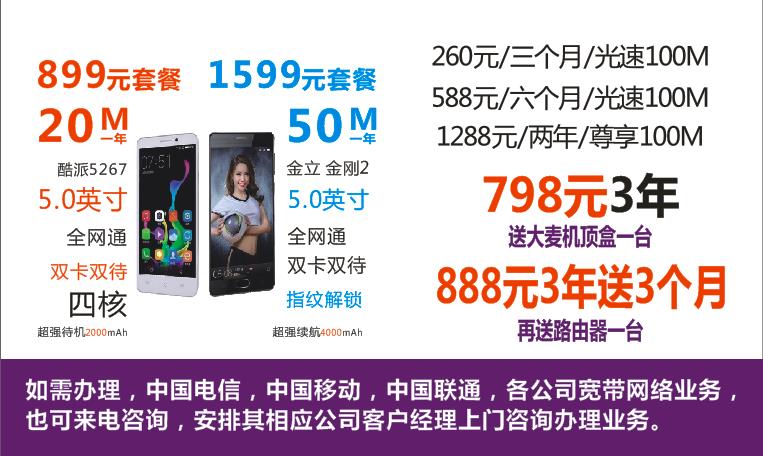 899元套餐
20M一年
酷派5267
5.0英寸
全网通
双卡双待
四核
超强待机2000mAh
07:51
1599元套餐
50M一年
金立 金刚2
5.0英寸
全网通
双卡双待
指纹解锁
超强续航4000mAh
260元/三个月/光速100M
588元/六个月/光速100M
1288元/两年/尊享100M
798元3年
送大麦机顶盒一台
888元3年送3个月
再送路由器一台
如需办理，中国电信，中国移动，中国联通，各公司宽带网络业务，
也可来电咨询，安排其相应公司客户经理上门咨询办理业务。